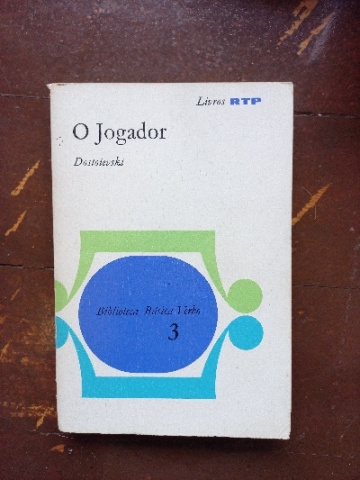 Livros RTP
O Jogador
Dostoievski
Biblioteca Básica Verbo
3